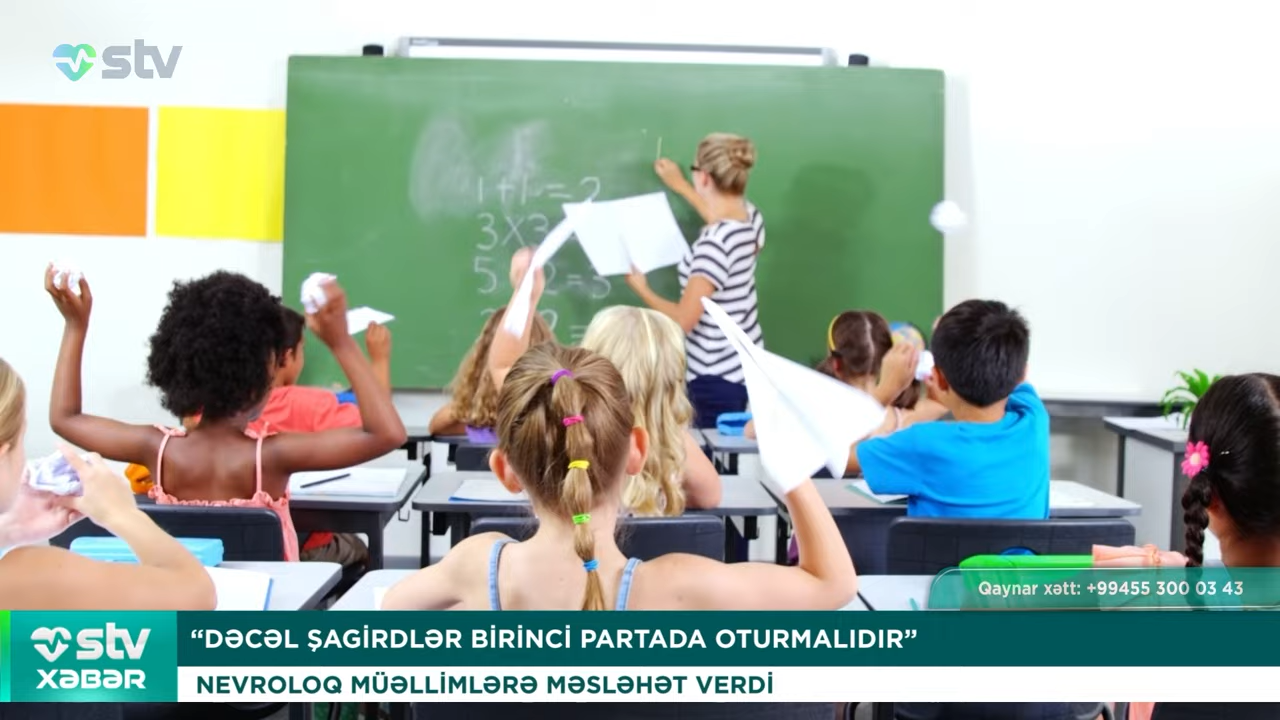 stv
1+1=2
3X3
Qaynar xətt: +99455 300 03 43
stv
XƏBƏR
“DƏCƏL ŞAGİRDLƏR BİRİNCİ PARTADA OTURMALIDIR”
NEVROLOQ MÜƏLLİMLƏRƏ MƏSLƏHƏT VERDİ